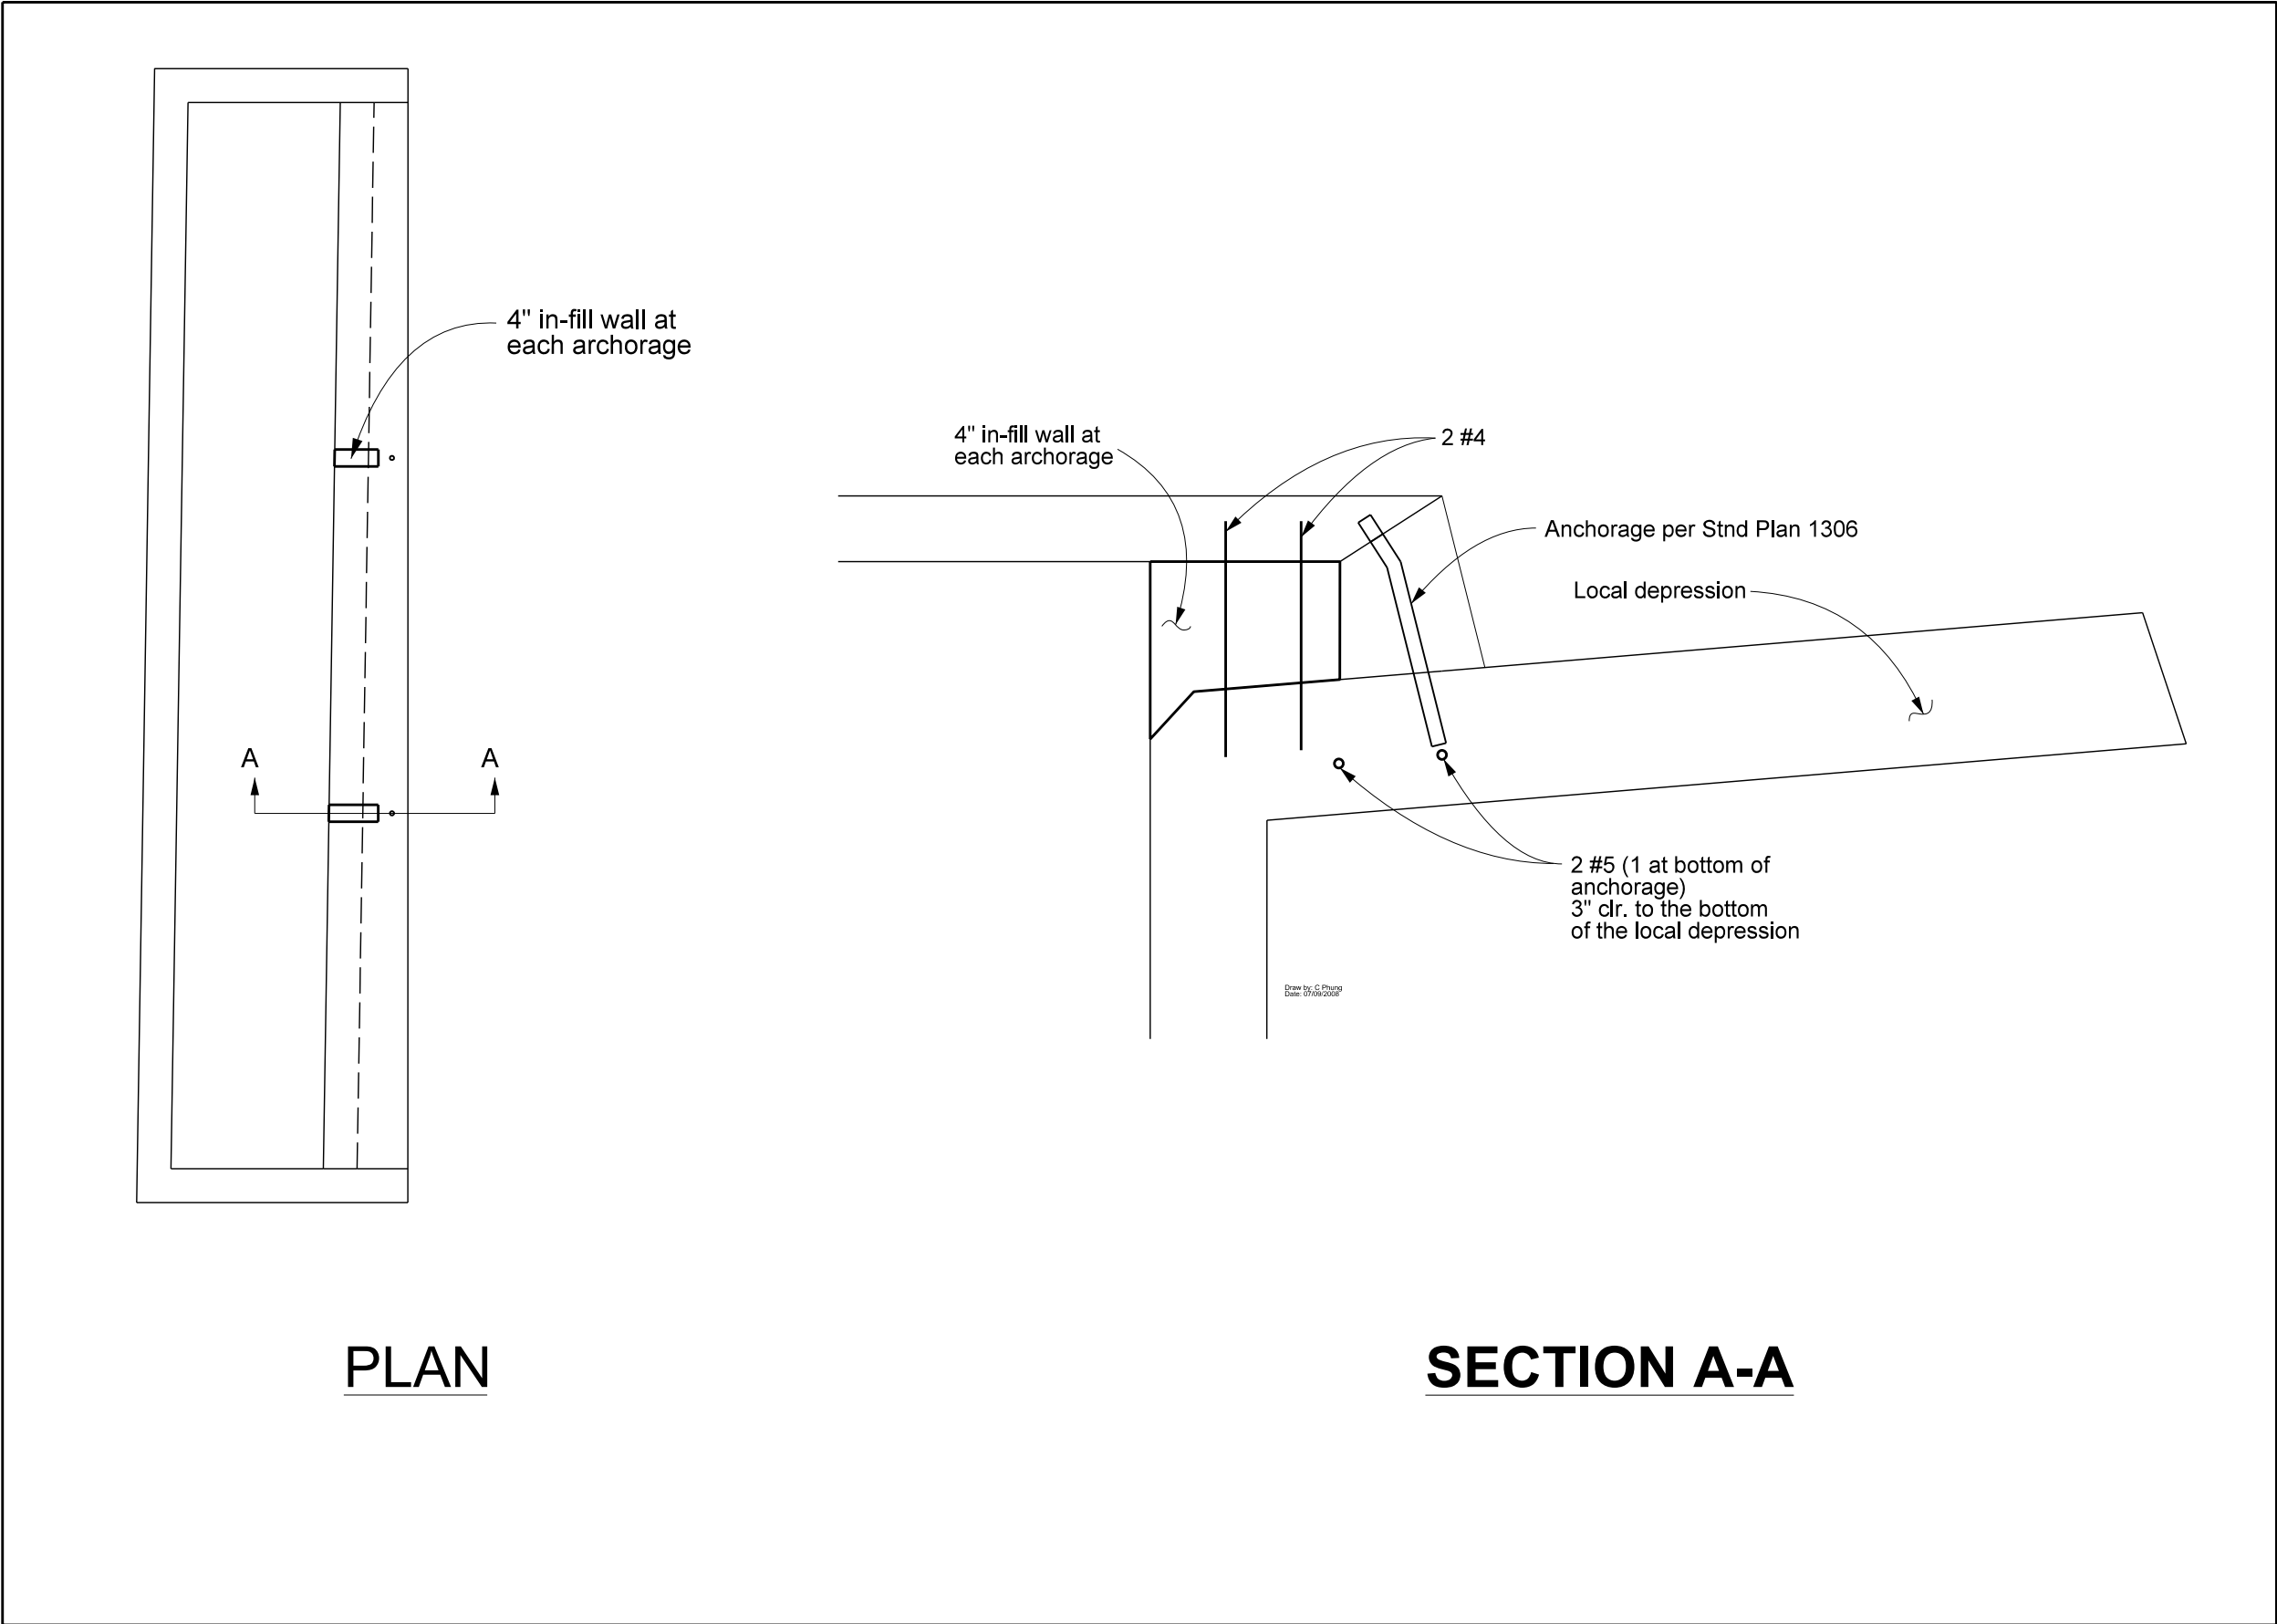 4" in-fill wall at
each archorage
A
A
PLAN
4" in-fill wall at
each archorage
2 #4
Anchorage per Stnd Plan 1306
Local depression
2 #5 (1 at bottom of
anchorage)
3" clr. to the bottom
of the local depression
Draw by: C Phung
Date: 07/09/2008
SECTION A-A